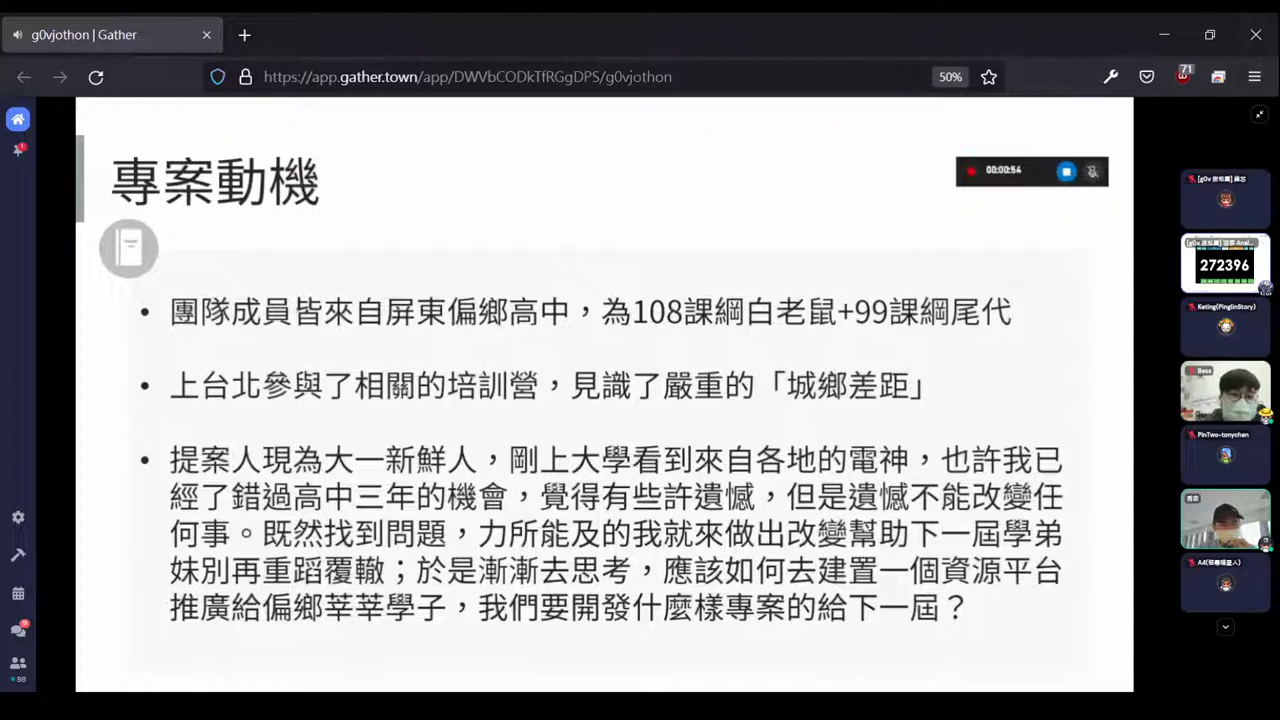 g0vjothon | Gather
https://app.gather.town/app/DWVbCODkTfRGgDPS/g0vjothon
50%
71
專案動機
00:00:54
團隊成員皆來自屏東偏鄉高中，為108課綱白老鼠+99課綱尾代
上台北參與了相關的培訓營，見識了嚴重的「城鄉差距」
提案人現為大一新鮮人，剛上大學看到來自各地的電神，也許我已
經了錯過高中三年的機會，覺得有些許遺憾，但是遺憾不能改變任
何事。既然找到問題，力所能及的我就來做出改變幫助下一屆學弟
妹別再重蹈覆轍；於是漸漸去思考，應該如何去建置一個資源平台
推廣給偏鄉莘莘學子，我們要開發什麼樣專案的給下一屆？
272396
Keting(PinglinStory)
Bess
PinTwo-tonychen
98